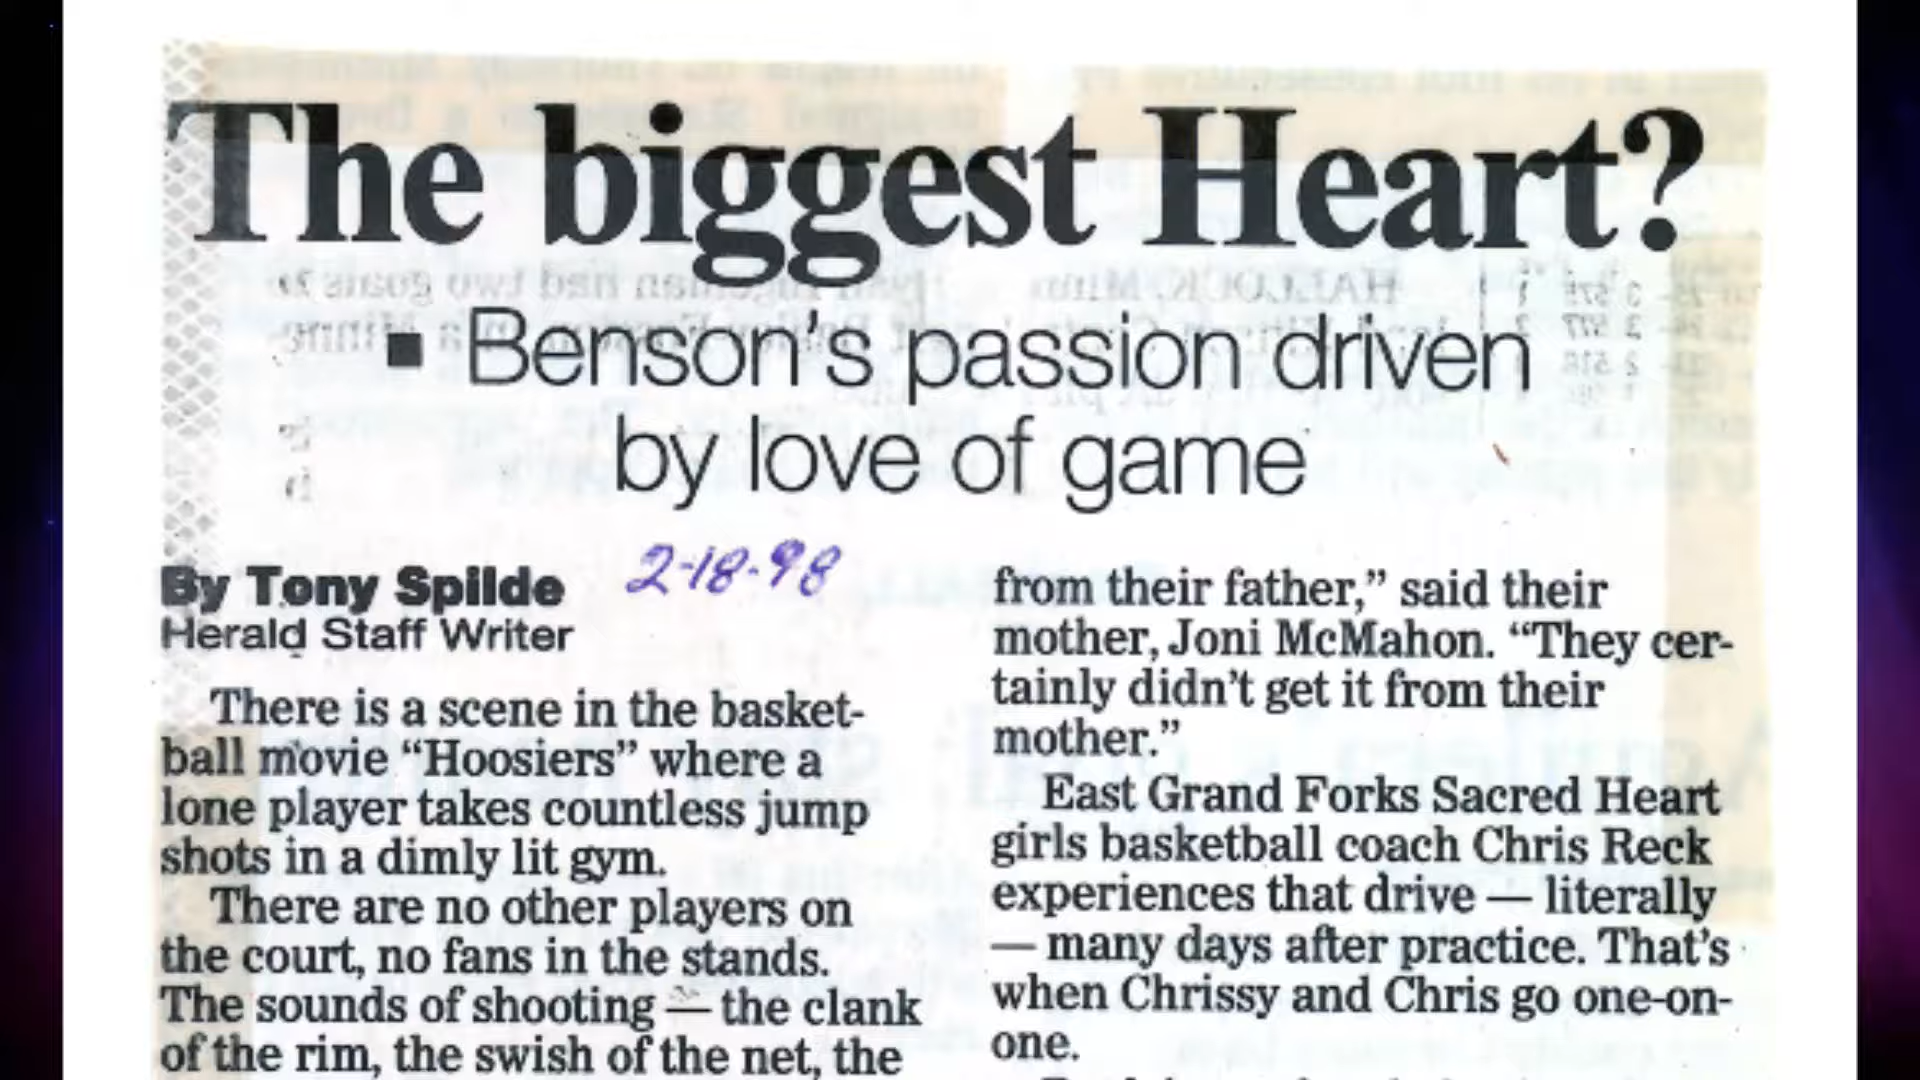 The biggest Heart?
▪ Benson's passion driven
by love of game
By Tony Spilde
Herald Staff Writer
2-18-98
There is a scene in the basket-
ball movie “Hoosiers” where a
lone player takes countless jump
shots in a dimly lit gym.
There are no other players on
the court, no fans in the stands.
The sounds of shooting — the clank
of the rim, the swish of the net, the
from their father,” said their
mother, Joni McMahon. “They cer-
tainly didn't get it from their
mother.”
East Grand Forks Sacred Heart
girls basketball coach Chris Reck
experiences that drive — literally
— many days after practice. That's
when Chrissy and Chris go one-on-
one.